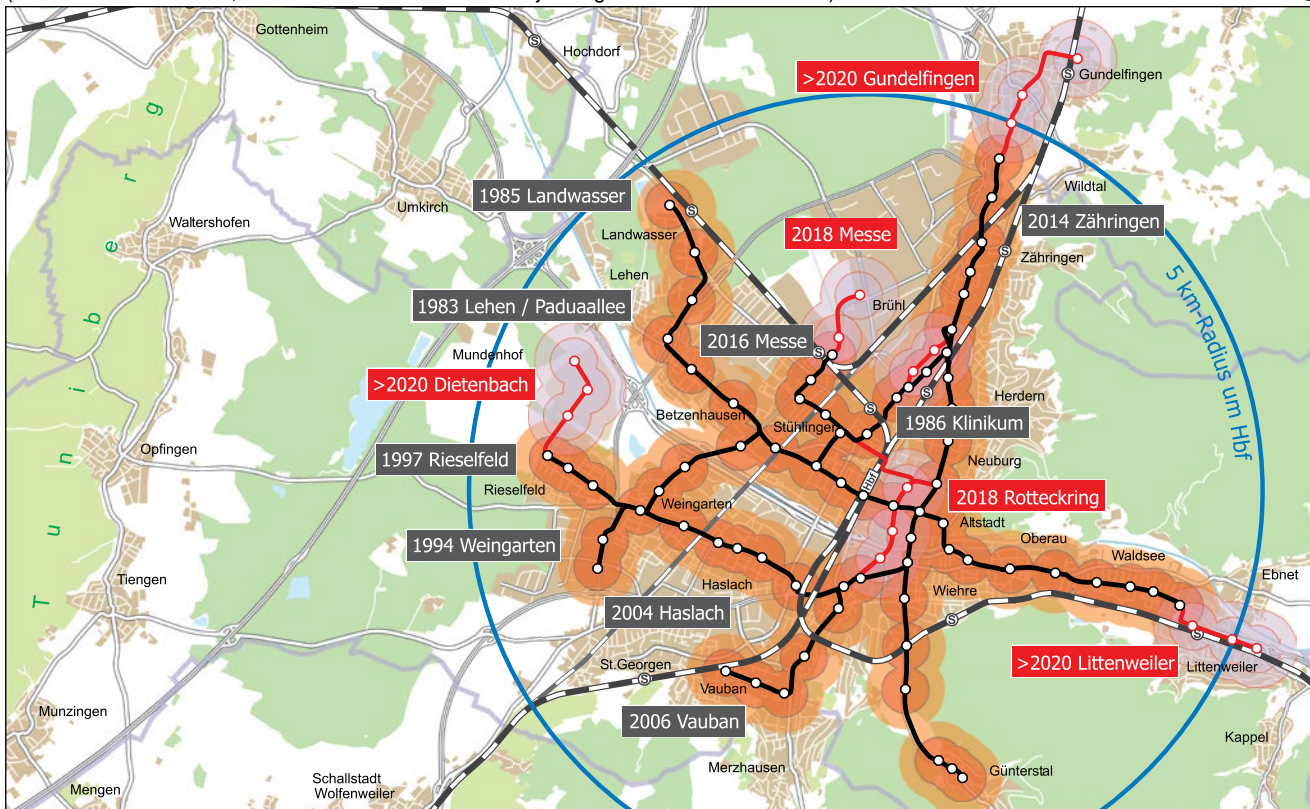 Gottenheim
Hochdorf
Gundelfingen
>2020 Gundelfingen
Tuniberg
Wildtal
1985 Landwasser
Umkirch
Waltershofen
2014 Zähringen
Landwasser
2018 Messe
Zähringen
Lehen
5 km-Radius um Hbf
1983 Lehen / Paduaallee
Brühl
2016 Messe
Mundenhof
>2020 Dietenbach
Herdern
Betzenhausen
Stühlingen
1986 Klinikum
Opfingen
1997 Rieselfeld
Neuburg
Rieselfeld
Hbf
2018 Rotteckring
Weingarten
Altstadt
1994 Weingarten
Oberau
Waldsee
Tiengen
Ebnet
Haslach
Wiehre
2004 Haslach
St.Georgen
>2020 Littenweiler
Littenweiler
Vauban
2006 Vauban
Munzingen
Kappel
Merzhausen
Günterstal
Schallstadt
Wolfenweiler
Mengen
S
S
S
S
S
S
S
S
S